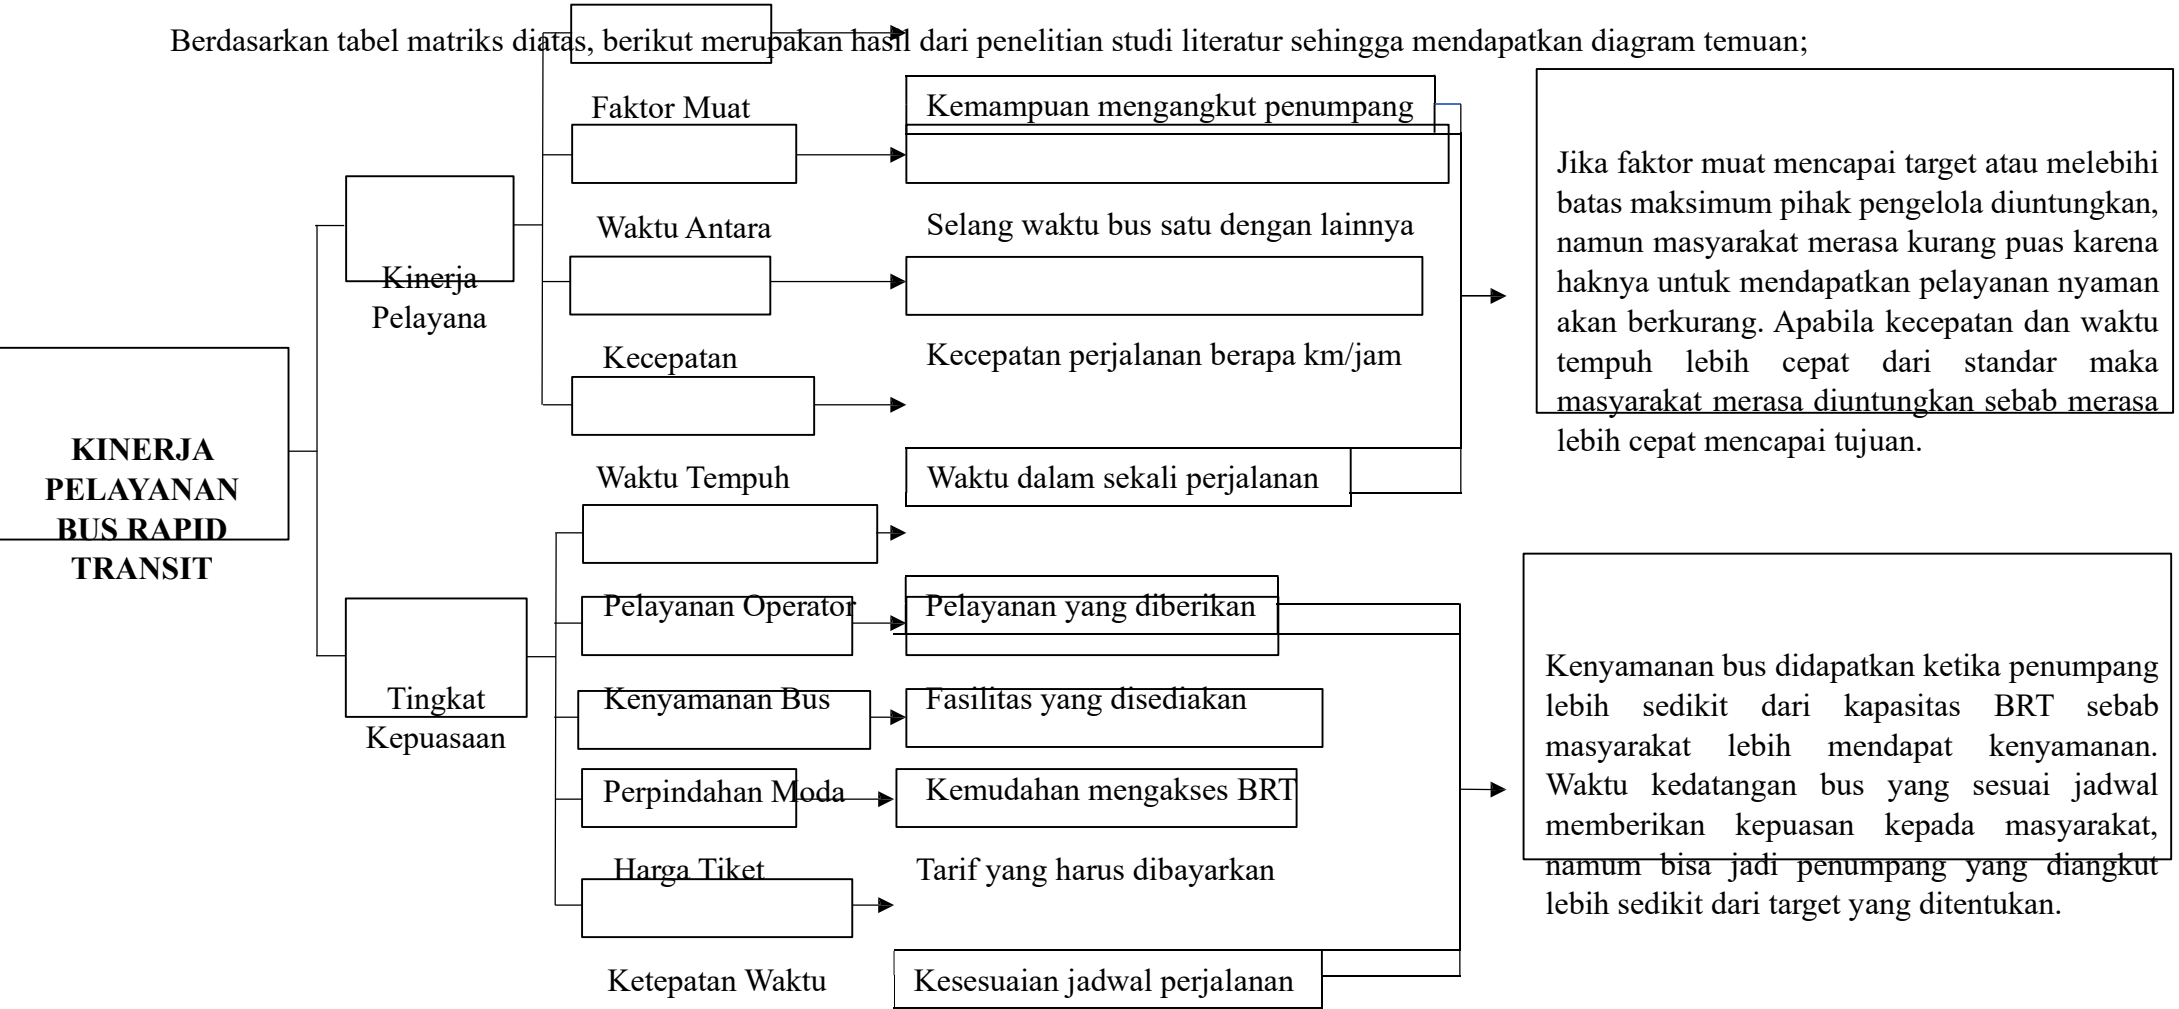 Berdasarkan tabel matriks diatas, berikut merupakan hasil dari penelitian studi literatur sehingga mendapatkan diagram temuan;
KINERJA
PELAYANAN
BUS RAPID
TRANSIT
Kinerja
Pelayana
Faktor Muat
Kemampuan mengangkut penumpang
Waktu Antara
Selang waktu bus satu dengan lainnya
Kecepatan
Kecepatan perjalanan berapa km/jam
Waktu Tempuh
Waktu dalam sekali perjalanan
Jika faktor muat mencapai target atau melebihi
batas maksimum pihak pengelola diuntungkan,
namun masyarakat merasa kurang puas karena
haknya untuk mendapatkan pelayanan nyaman
akan berkurang. Apabila kecepatan dan waktu
tempuh lebih cepat dari standar maka
masyarakat merasa diuntungkan sebab merasa
lebih cepat mencapai tujuan.
Tingkat
Kepuasaan
Pelayanan Operator
Pelayanan yang diberikan
Kenyamanan Bus
Fasilitas yang disediakan
Perpindahan Moda
Kemudahan mengakses BRT
Harga Tiket
Tarif yang harus dibayarkan
Ketepatan Waktu
Kesesuaian jadwal perjalanan
Kenyamanan bus didapatkan ketika penumpang
lebih sedikit dari kapasitas BRT sebab
masyarakat lebih mendapat kenyamanan.
Waktu kedatangan bus yang sesuai jadwal
memberikan kepuasan kepada masyarakat,
namum bisa jadi penumpang yang diangkut
lebih sedikit dari target yang ditentukan.